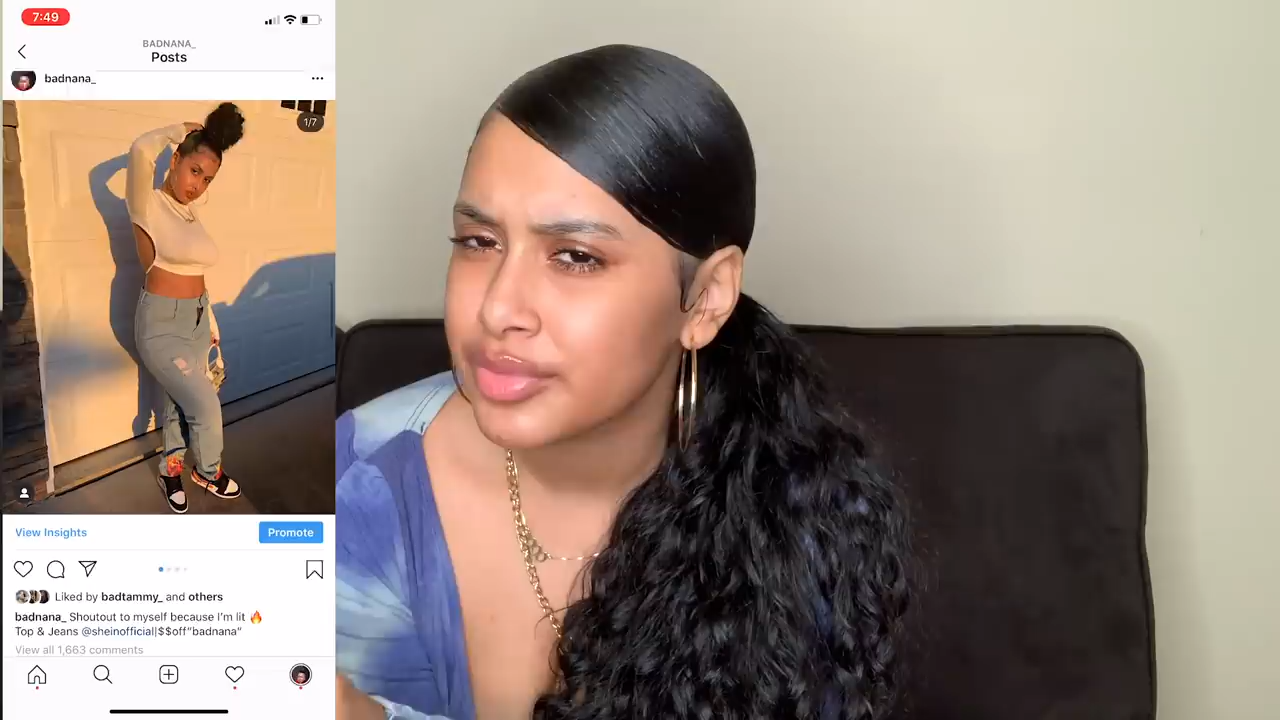 7:49
BADNANA_
Posts
badnana_
1/7
View Insights
Promote
Liked by badtammy_ and others
badnana_ Shoutout to myself because I'm lit 🔥
Top & Jeans @sheinofficial|$$off"badnana"
View all 1,663 comments